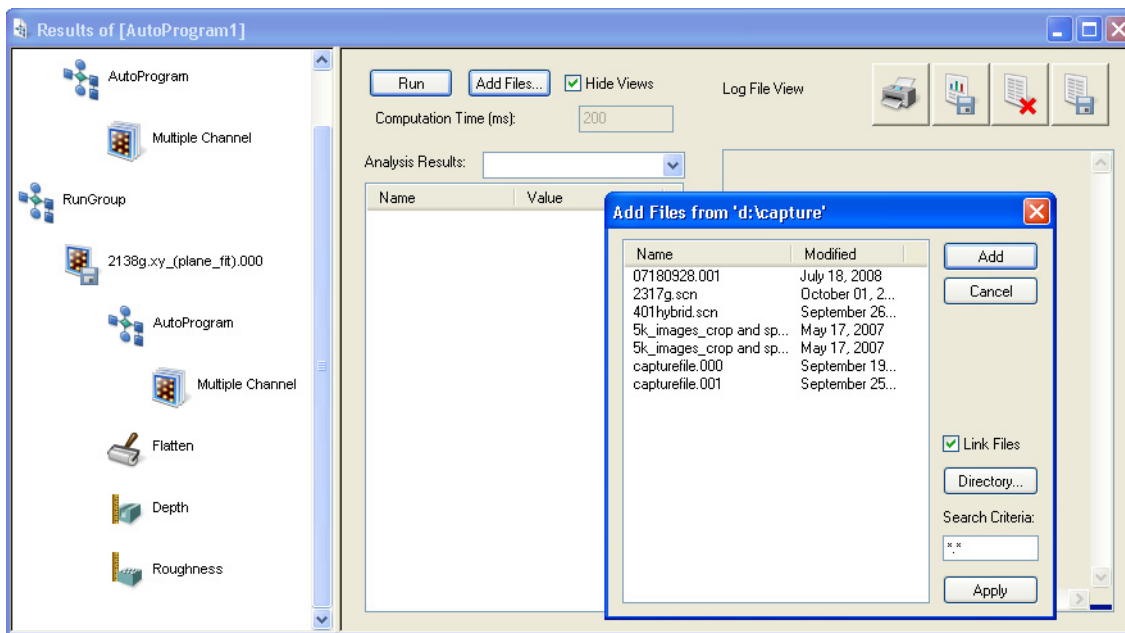 Results of [AutoProgram1]
AutoProgram
Multiple Channel
RunGroup
2138g.xy_(plane_fit).000
AutoProgram
Multiple Channel
Flatten
Depth
Roughness
Run
Add Files...
Hide Views
Log File View
Computation Time (ms):
200
Analysis Results:
Name Value
Add Files from 'd:\capture'
Name Modified
07180928.001 July 18, 2008
2317g.scn October 01, 2...
401hybrid.scn September 26...
5k_images_crop and sp... May 17, 2007
5k_images_crop and sp... May 17, 2007
capturefile.000 September 19...
capturefile.001 September 25...
Add
Cancel
Link Files
Directory...
Search Criteria:
*.*
Apply